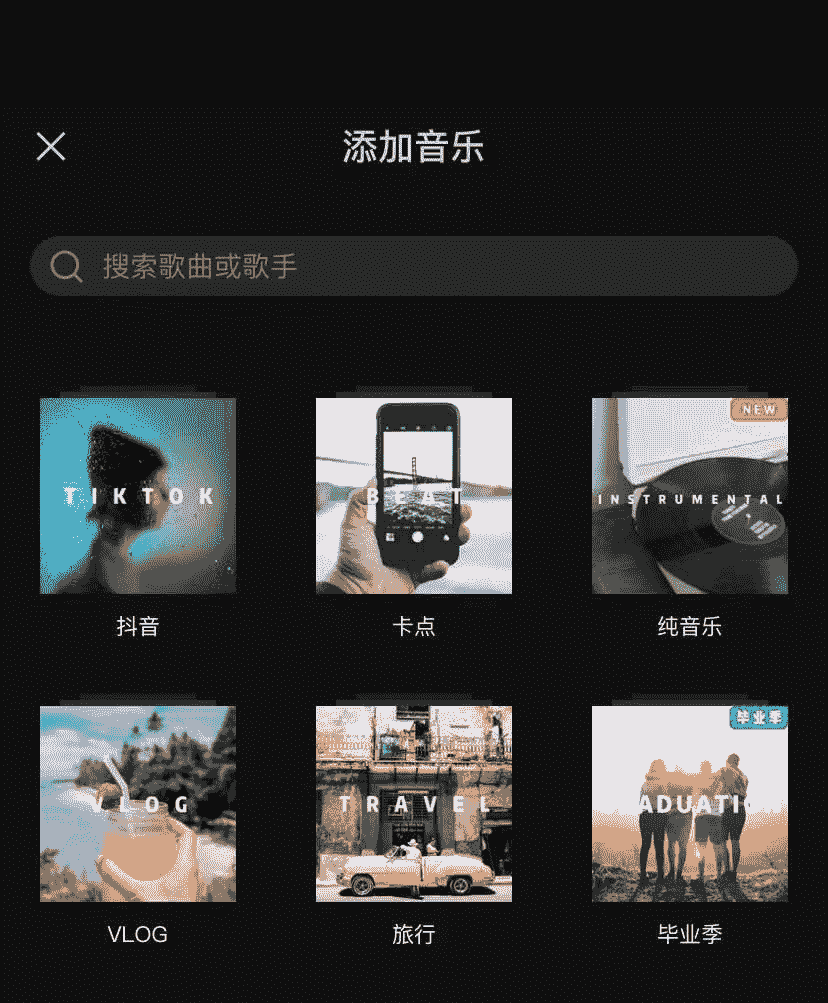 添加音乐
搜索歌曲或歌手
TIKTOK
BEAT
NEW
INSTRUMENTAL
抖音
卡点
纯音乐
毕业季
VLOG
TRAVEL
ADUATI
VLOG
旅行
毕业季